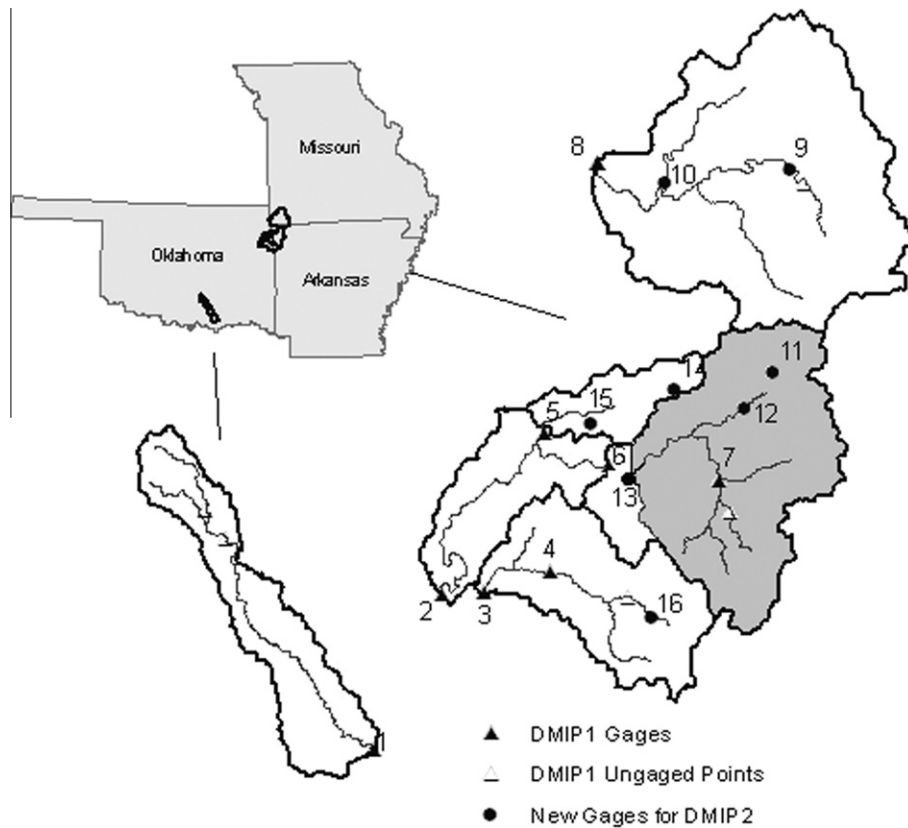 Missouri
Oklahoma
Arkansas
8
9
10
11
14
15
12
5
6
7
13
4
2
3
16
1
DMIP1 Gages
DMIP1 Ungaged Points
New Gages for DMIP2